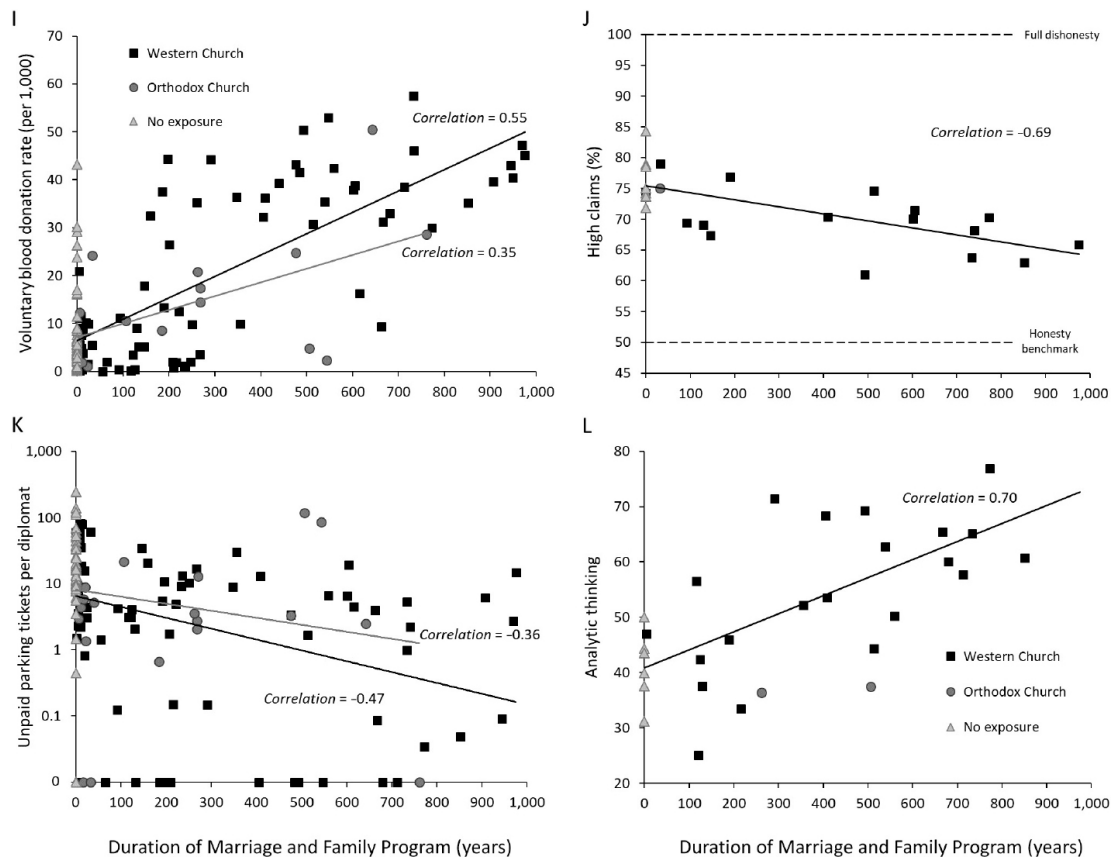 I
Voluntary blood donation rate (per 1,000)
70
60
50
40
30
20
10
0
Western Church
Orthodox Church
No exposure
Correlation = 0.55
Correlation = 0.35
0 100 200 300 400 500 600 700 800 900 1,000
J
High claims (%)
100
95
90
85
80
75
70
65
60
55
50
45
Full dishonesty
Correlation = −0.69
Honesty
benchmark
0 100 200 300 400 500 600 700 800 900 1,000
K
Unpaid parking tickets per diplomat
1,000
100
10
1
0.1
0
Correlation = −0.36
Correlation = −0.47
0 100 200 300 400 500 600 700 800 900 1,000
Duration of Marriage and Family Program (years)
L
Analytic thinking
80
70
60
50
40
30
20
Correlation = 0.70
Western Church
Orthodox Church
No exposure
0 100 200 300 400 500 600 700 800 900 1,000
Duration of Marriage and Family Program (years)